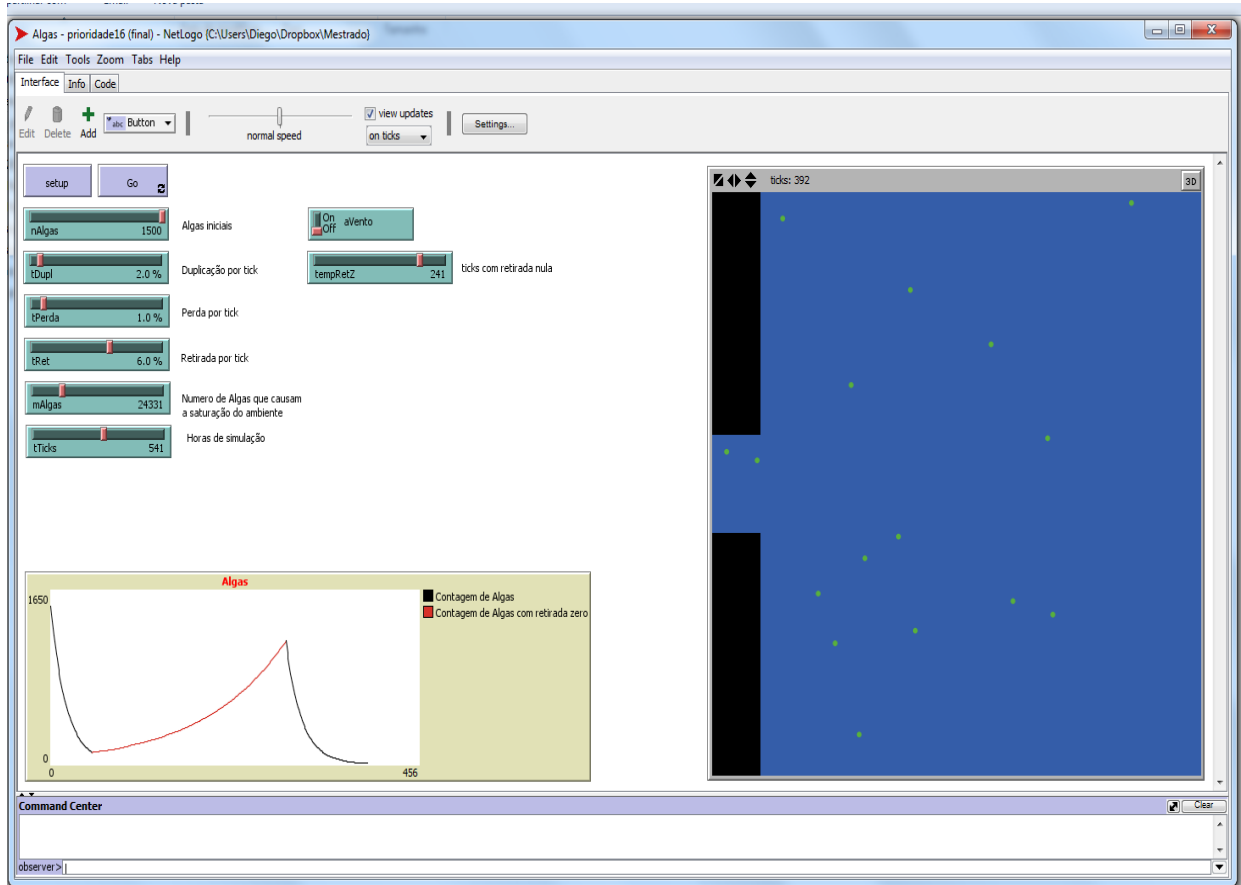 Algas - prioridade16 (final) - NetLogo {C:\Users\Diego\Dropbox\Mestrado}
File Edit Tools Zoom Tabs Help
Interface Info Code
Edit Delete Add
abc Button
normal speed
view updates
on ticks
Settings...
setup
Go
nAlgas 1500
Algas iniciais
On
Off
aVento
tDupl 2.0 %
Duplicação por tick
tempRetZ 241
ticks com retirada nula
tPerda 1.0 %
Perda por tick
tRet 6.0 %
Retirada por tick
mAlgas 24331
Numero de Algas que causam
a saturação do ambiente
tTicks 541
Horas de simulação
ticks: 392
3D
Algas
1650
0
0
456
Contagem de Algas
Contagem de Algas com retirada zero
Command Center
Clear
observer>